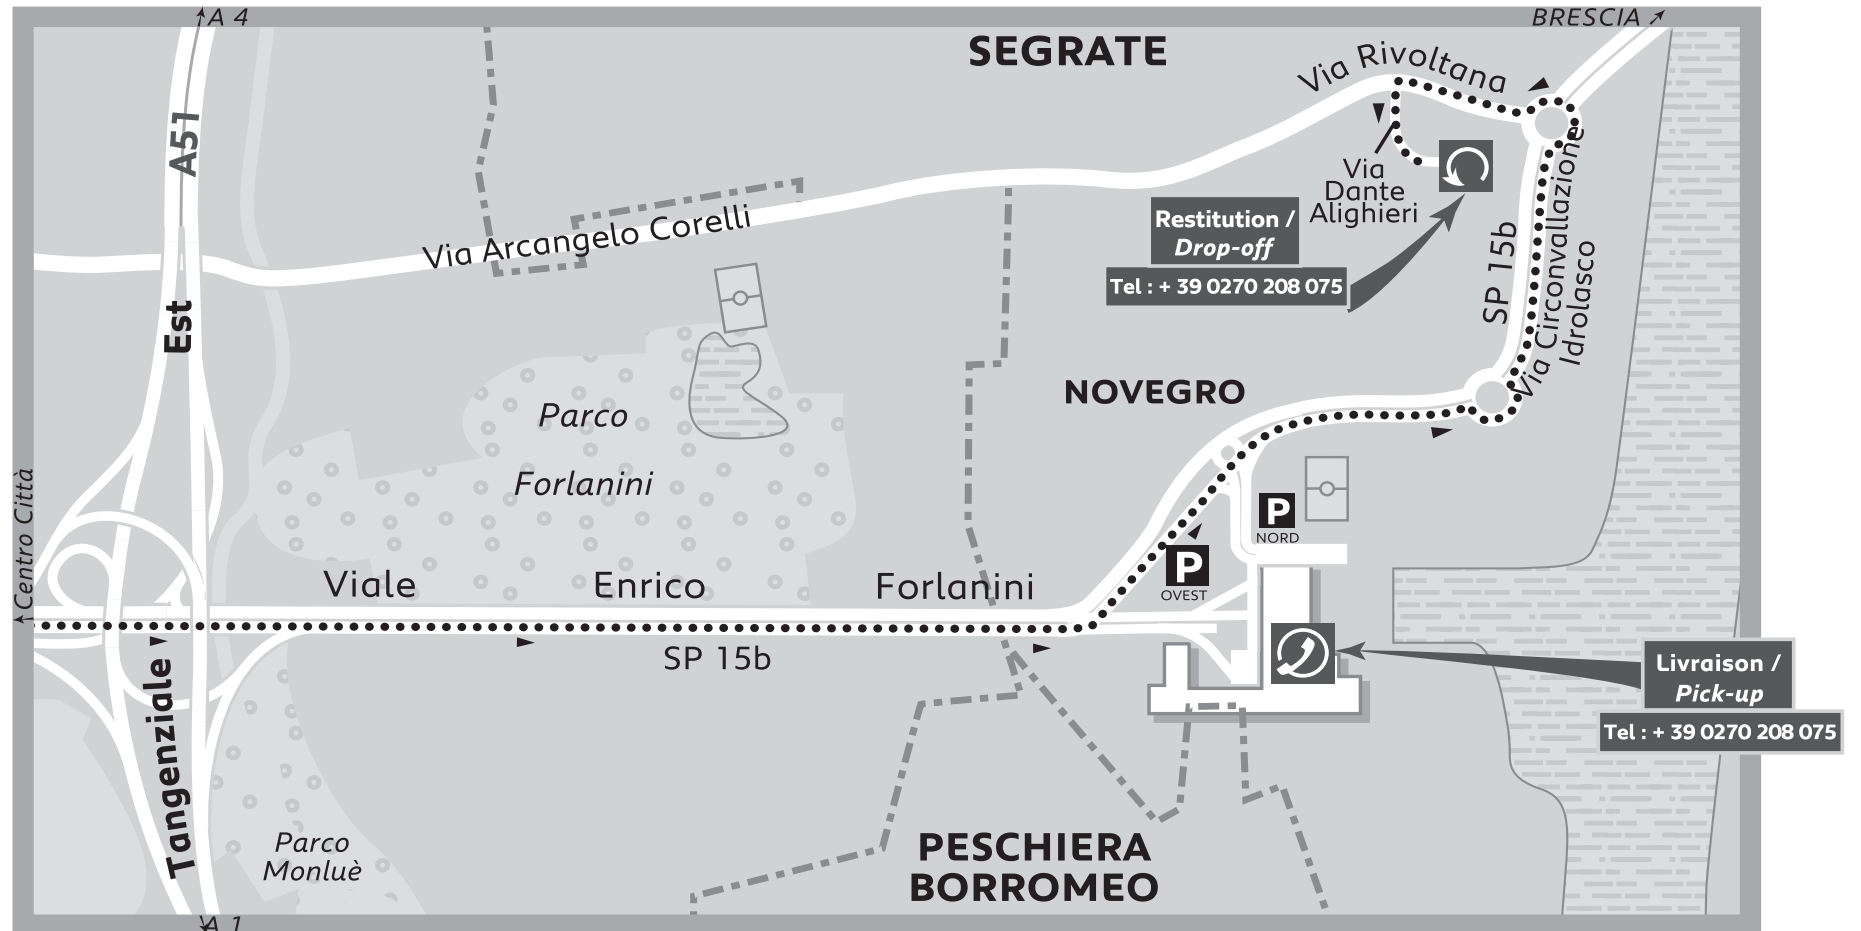 ↑A 4
BRESCIA ↗
SEGRATE
Via Rivoltana
A51
Via
Dante
Alighieri
Restitution /
Drop-off
Tel : + 39 0270 208 075
Via Arcangelo Corelli
SP 15b
Via Circonvallazione
Idrolasco
Est
NOVEGRO
Parco
Forlanini
←Centro Città
P
NORD
P
OVEST
Viale Enrico Forlanini
SP 15b
Livraison /
Pick-up
Tel : + 39 0270 208 075
Tangenziale
Parco
Monluè
PESCHIERA
BORROMEO
A 1